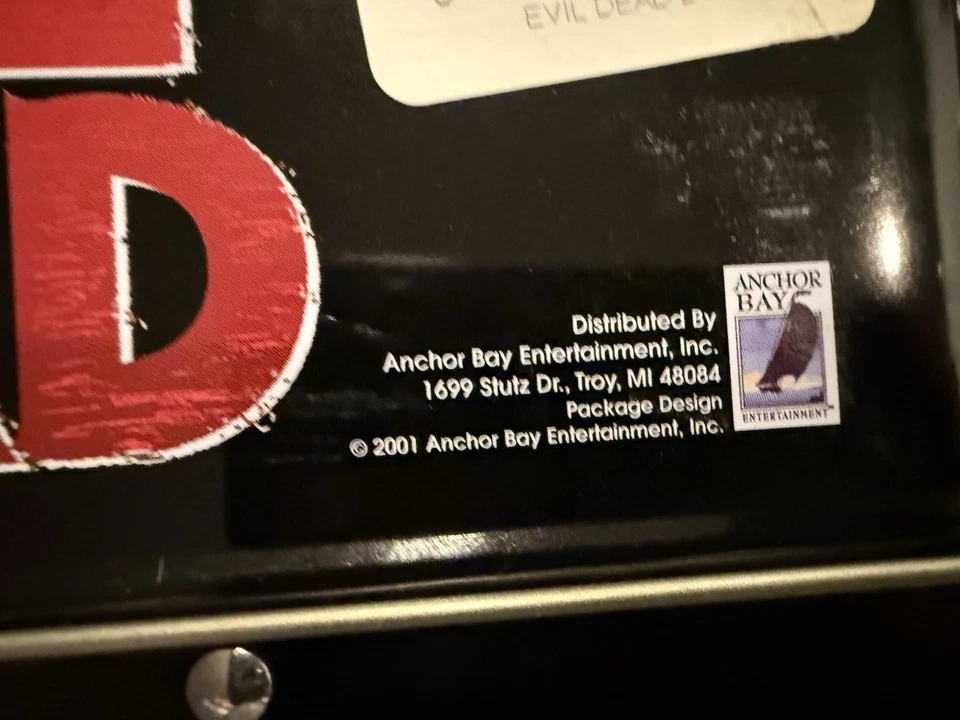 EVIL DEAD 2
D
Distributed By
Anchor Bay Entertainment, Inc.
1699 Stutz Dr., Troy, MI 48084
Package Design
© 2001 Anchor Bay Entertainment, Inc.
ANCHOR
BAY
ENTERTAINMENT